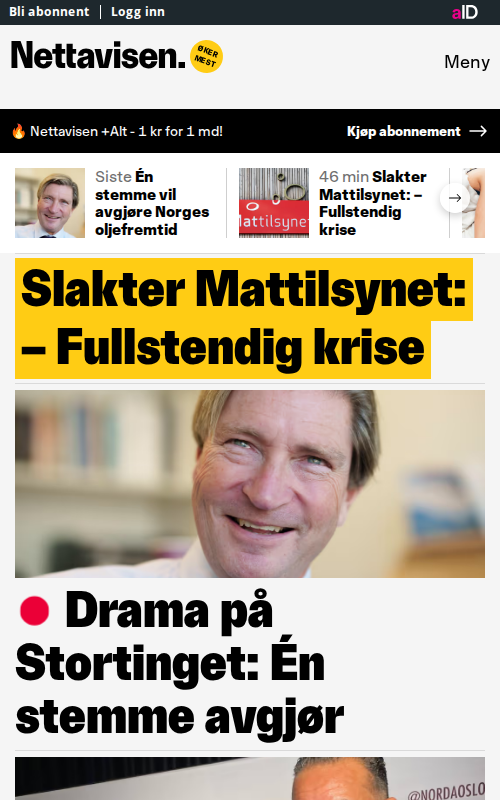 Bli abonnent
Logg inn
aID
Nettavisen.
ØKER
MEST
Meny
🔥 Nettavisen +Alt - 1 kr for 1 md!
Kjøp abonnement →
Siste Én
stemme vil
avgjøre Norges
oljefremtid
46 min Slakter
Mattilsynet: –
Fullstendig
krise
Slakter Mattilsynet:
– Fullstendig krise
Drama på
Stortinget: Én
stemme avgjør
@NORDAOSLO